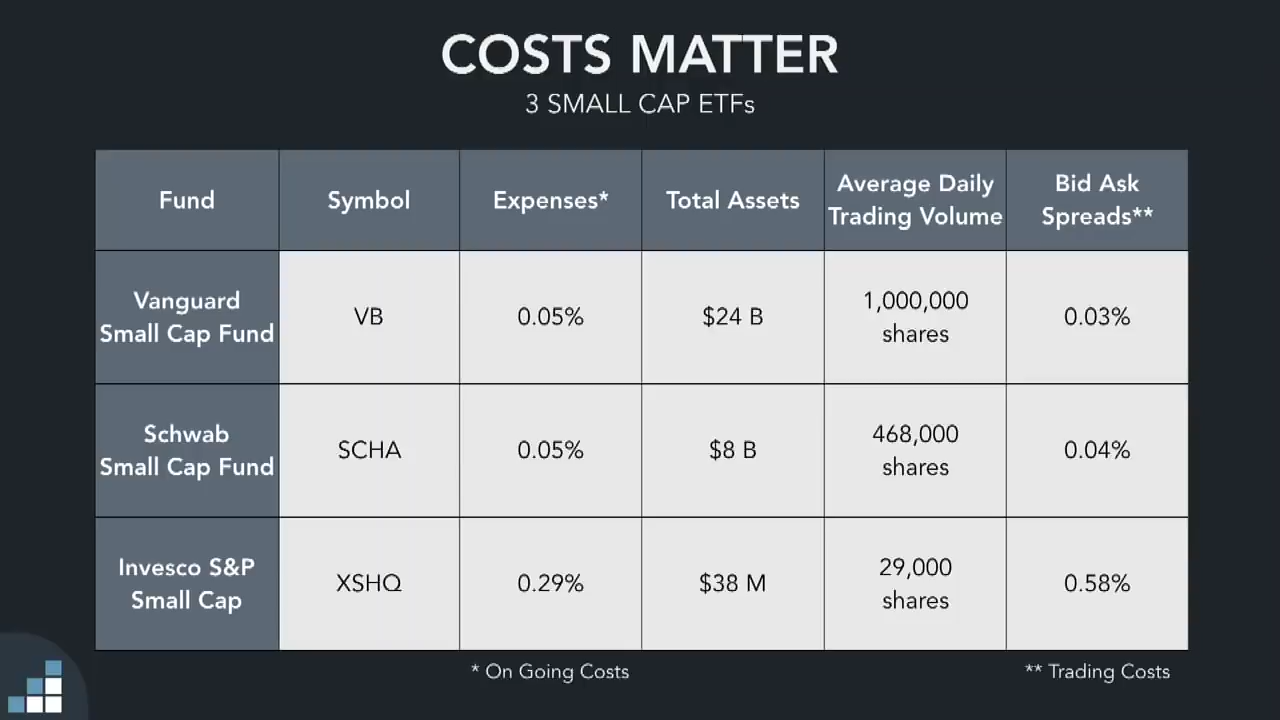 COSTS MATTER
3 SMALL CAP ETFs
Fund
Symbol
Expenses*
Total Assets
Average Daily
Trading Volume
Bid Ask
Spreads**
Vanguard
Small Cap Fund
VB
0.05%
$24 B
1,000,000
shares
0.03%
Schwab
Small Cap Fund
SCHA
0.05%
$8 B
468,000
shares
0.04%
Invesco S&P
Small Cap
XSHQ
0.29%
$38 M
29,000
shares
0.58%
* On Going Costs
** Trading Costs